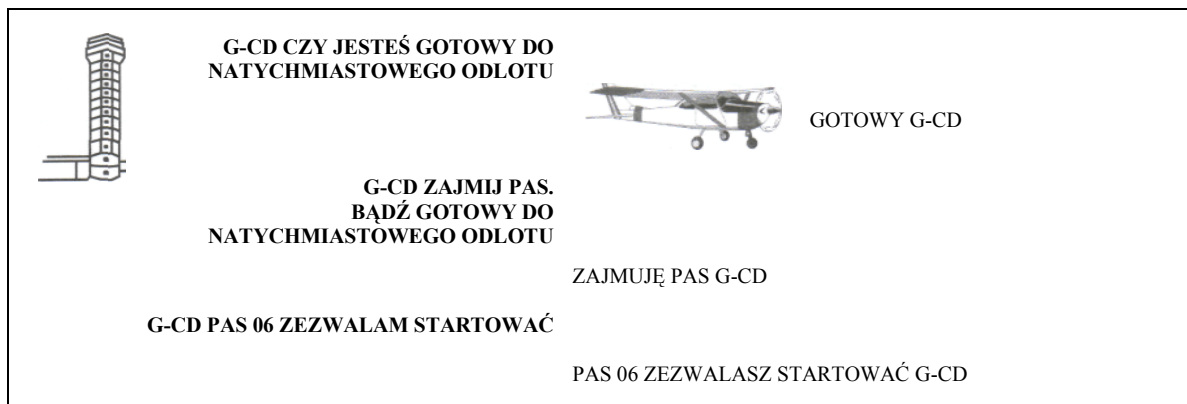 G-CD CZY JESTEŚ GOTOWY DO
NATYCHMIASTOWEGO ODLOTU
GOTOWY G-CD
G-CD ZAJMIJ PAS.
BĄDŹ GOTOWY DO
NATYCHMIASTOWEGO ODLOTU
ZAJMUJĘ PAS G-CD
G-CD PAS 06 ZEZWALAM STARTOWAĆ
PAS 06 ZEZWALASZ STARTOWAĆ G-CD